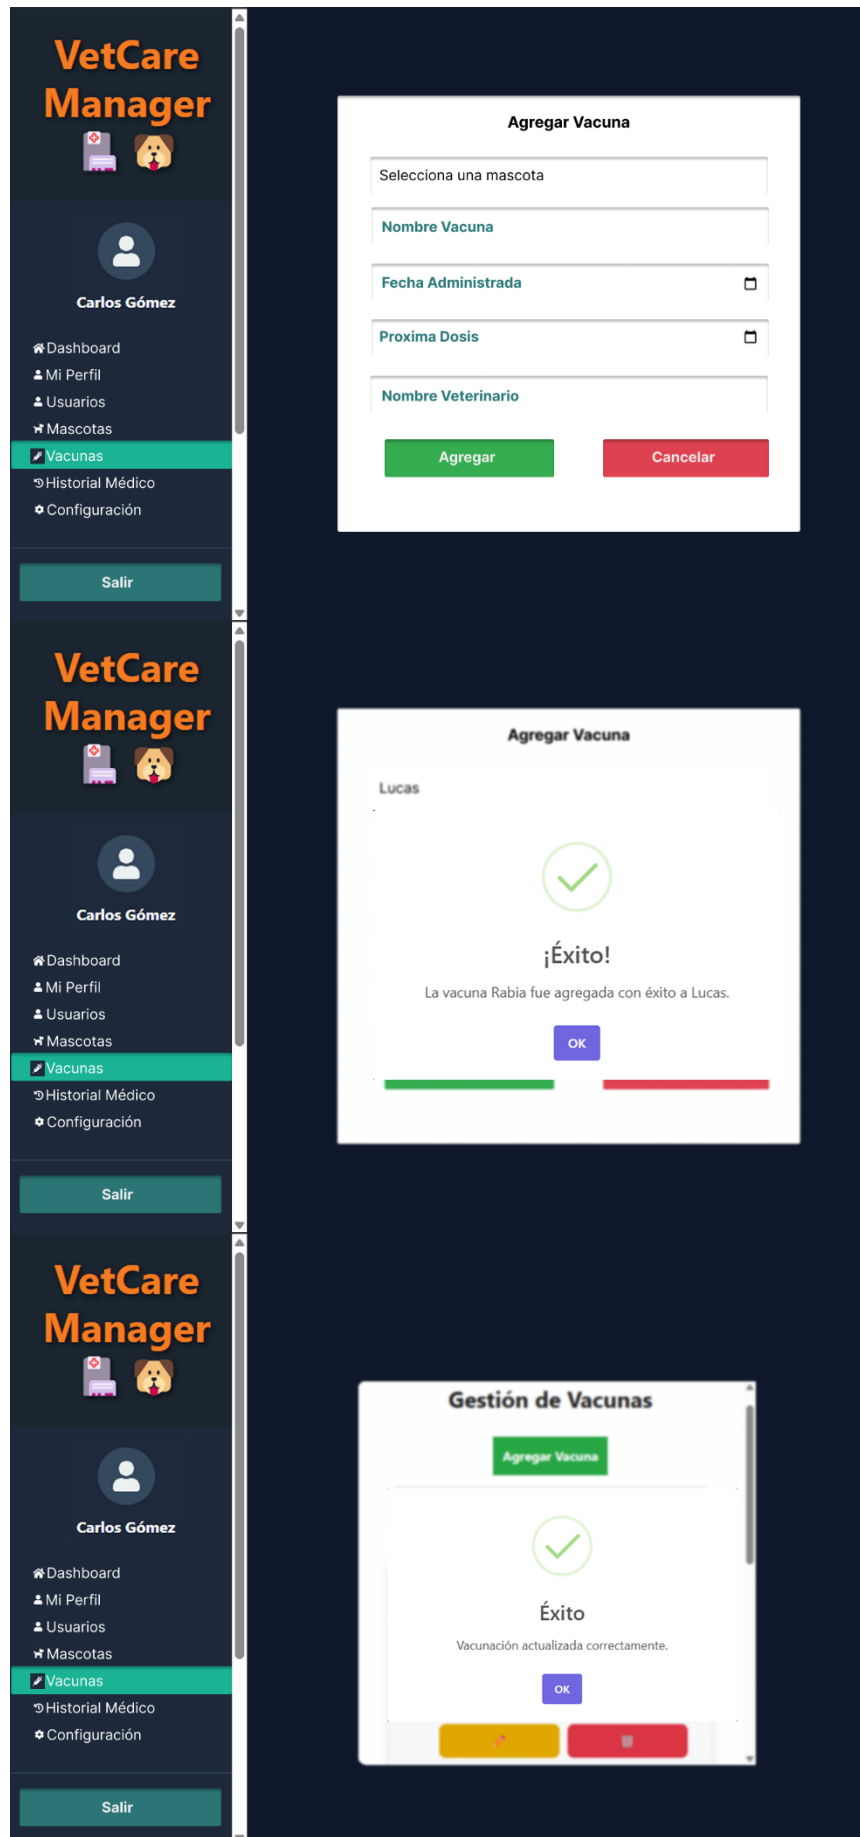 VetCare
Manager
Carlos Gómez
Dashboard
Mi Perfil
Usuarios
Mascotas
Vacunas
Historial Médico
Configuración
Salir
Agregar Vacuna
Selecciona una mascota
Nombre Vacuna
Fecha Administrada
Proxima Dosis
Nombre Veterinario
Agregar
Cancelar
VetCare
Manager
Carlos Gómez
Dashboard
Mi Perfil
Usuarios
Mascotas
Vacunas
Historial Médico
Configuración
Salir
Agregar Vacuna
Lucas
¡Éxito!
La vacuna Rabia fue agregada con éxito a Lucas.
OK
VetCare
Manager
Carlos Gómez
Dashboard
Mi Perfil
Usuarios
Mascotas
Vacunas
Historial Médico
Configuración
Salir
Gestión de Vacunas
Agregar Vacuna
Éxito
Vacunación actualizada correctamente.
OK